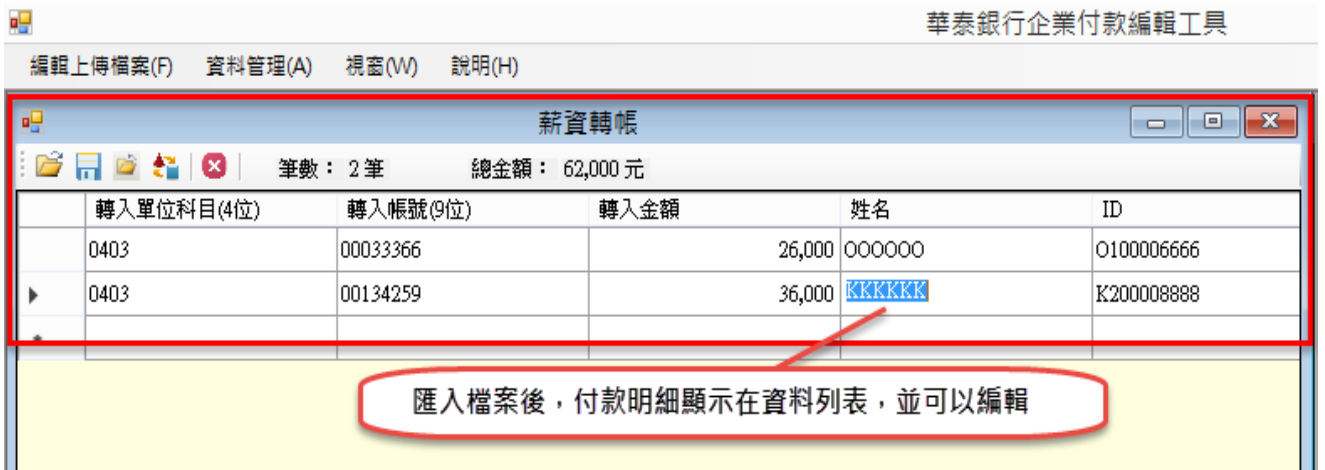 華泰銀行企業付款編輯工具
編輯上傳檔案(F) 資料管理(A) 視窗(W) 說明(H)
薪資轉帳
筆數： 2 筆 總金額： 62,000 元
轉入單位科目(4位) 轉入帳號(9位) 轉入金額 姓名 ID
0403 00033366 26,000 OOOOOO O100006666
0403 00134259 36,000 KKKKKK K200008888
匯入檔案後，付款明細顯示在資料列表，並可以編輯